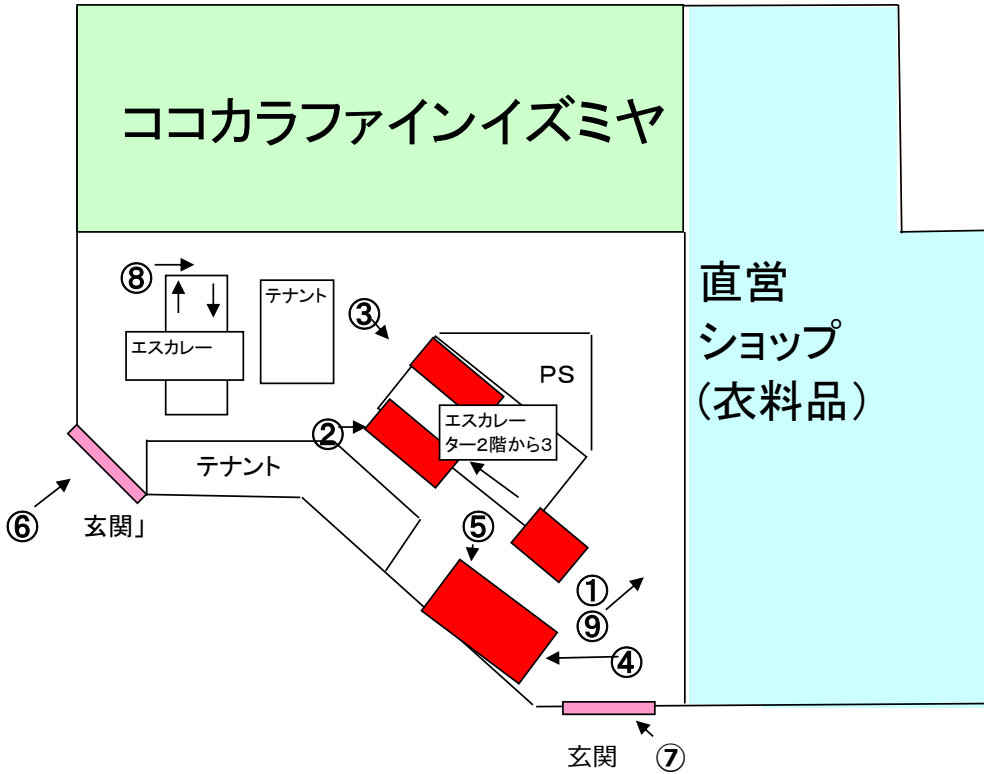 ココカラファインイズミヤ
直営
ショップ
(衣料品)
⑧
テナント
③
エスカレー
PS
エスカレー
ター2階から3
②
テナント
⑥
玄関」
⑤
①
⑨
④
玄関
⑦